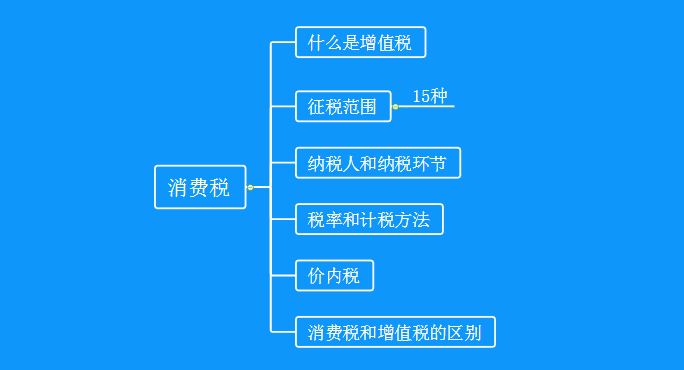 消费税
什么是增值税
征税范围
15种
纳税人和纳税环节
税率和计税方法
价内税
消费税和增值税的区别